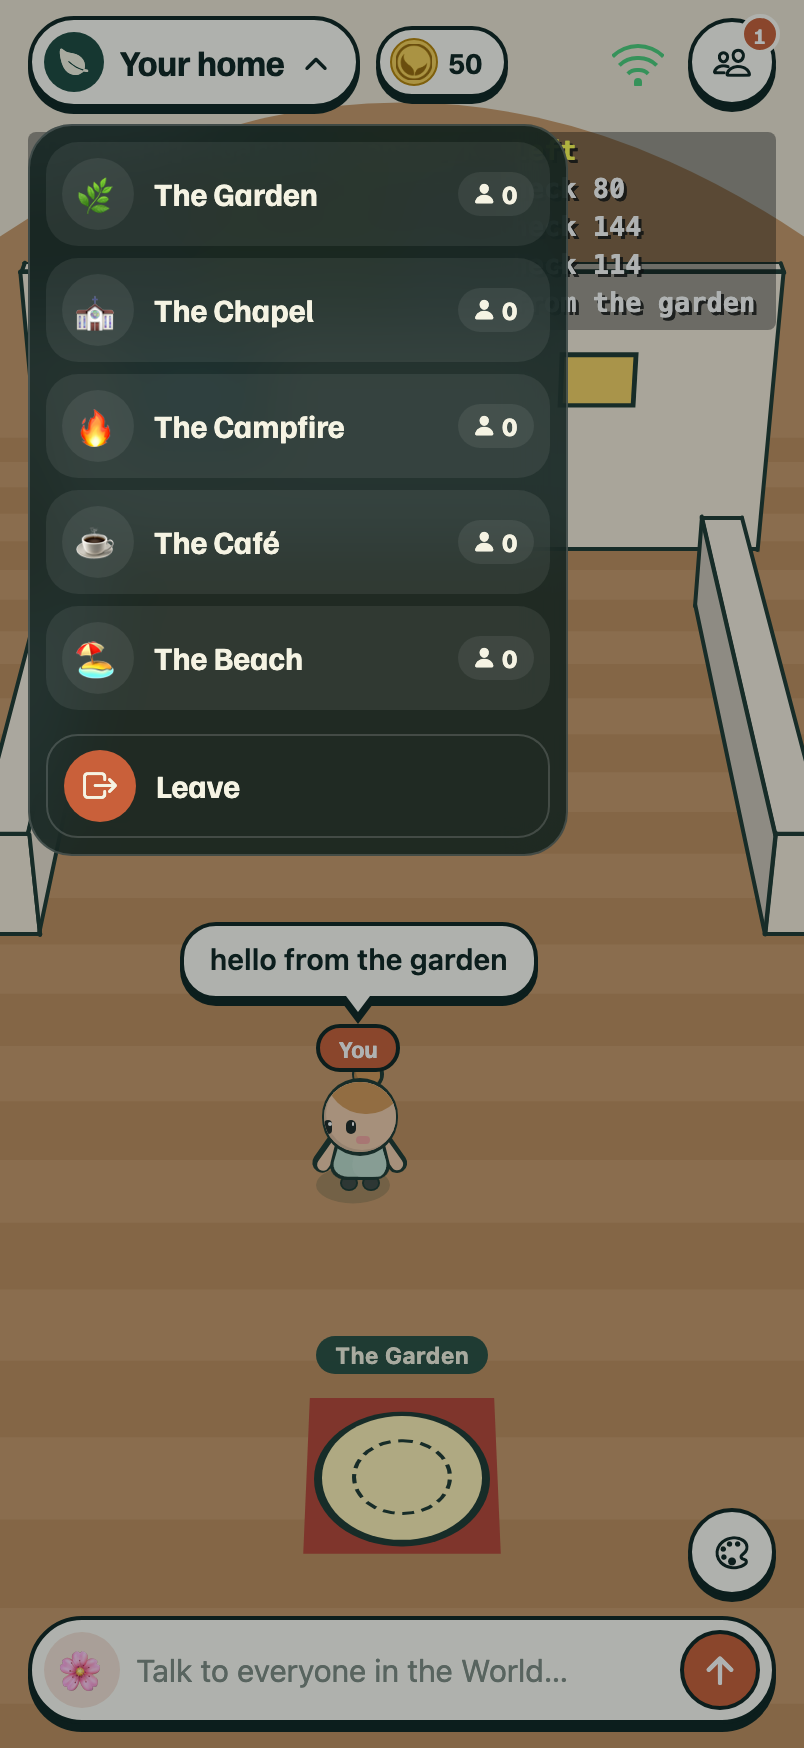 Your home
50
1
The Garden
0
The Chapel
0
The Campfire
0
The Café
0
The Beach
0
Leave
80
144
114
the garden
hello from the garden
You
The Garden
Talk to everyone in the World...